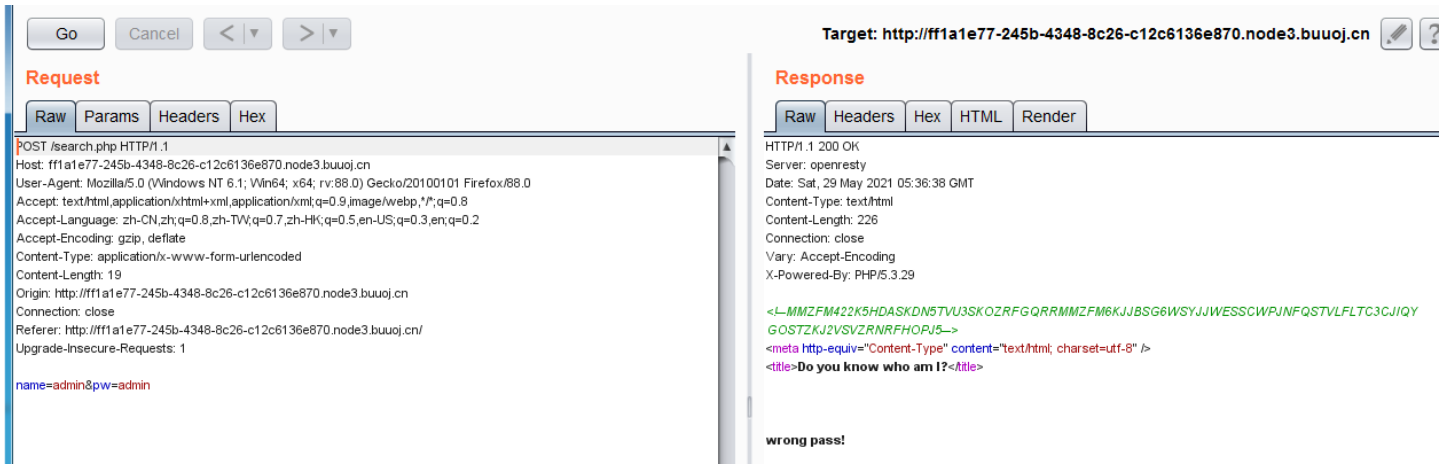 Go Cancel < > Target: http://ff1a1e77-245b-4348-8c26-c12c6136e870.node3.buuoj.cn ?
Request
Raw Params Headers Hex
POST /search.php HTTP/1.1
Host: ff1a1e77-245b-4348-8c26-c12c6136e870.node3.buuoj.cn
User-Agent: Mozilla/5.0 (Windows NT 6.1; Win64; x64; rv:88.0) Gecko/20100101 Firefox/88.0
Accept: text/html,application/xhtml+xml,application/xml;q=0.9,image/webp,*/*;q=0.8
Accept-Language: zh-CN,zh;q=0.8,zh-TW;q=0.7,zh-HK;q=0.5,en-US;q=0.3,en;q=0.2
Accept-Encoding: gzip, deflate
Content-Type: application/x-www-form-urlencoded
Content-Length: 19
Origin: http://ff1a1e77-245b-4348-8c26-c12c6136e870.node3.buuoj.cn
Connection: close
Referer: http://ff1a1e77-245b-4348-8c26-c12c6136e870.node3.buuoj.cn/
Upgrade-Insecure-Requests: 1
name=admin&pw=admin
Response
Raw Headers Hex HTML Render
HTTP/1.1 200 OK
Server: openresty
Date: Sat, 29 May 2021 05:36:38 GMT
Content-Type: text/html
Content-Length: 226
Connection: close
Vary: Accept-Encoding
X-Powered-By: PHP/5.3.29
<!--MMZFM422K5HDASKDN5TVU3SKOZRFGQRRMMZFM6KJJBSG6WSYJJWESSCWPJNFQSTVLFLTC3CJIQY
GOSTZKJ2VSVZRNRFHOPJ5-->
<meta http-equiv="Content-Type" content="text/html; charset=utf-8" />
<title>Do you know who am I?</title>
wrong pass!